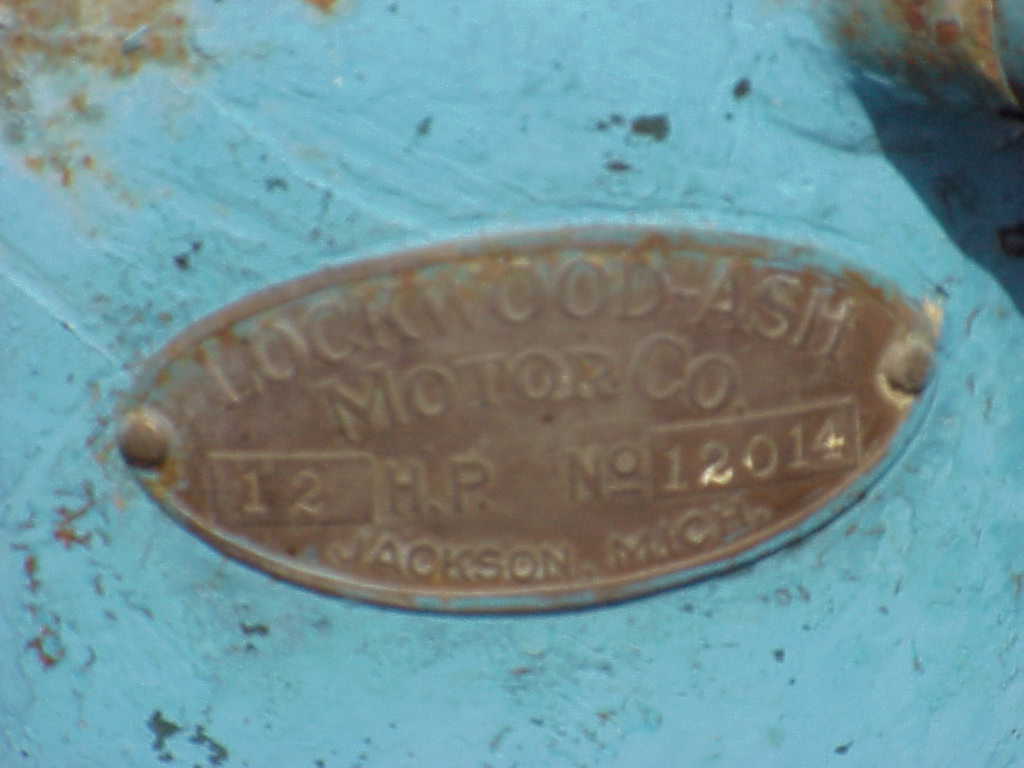 LOCKWOOD-ASH
MOTOR CO.
12 H.P. No 12014
JACKSON, MICH.